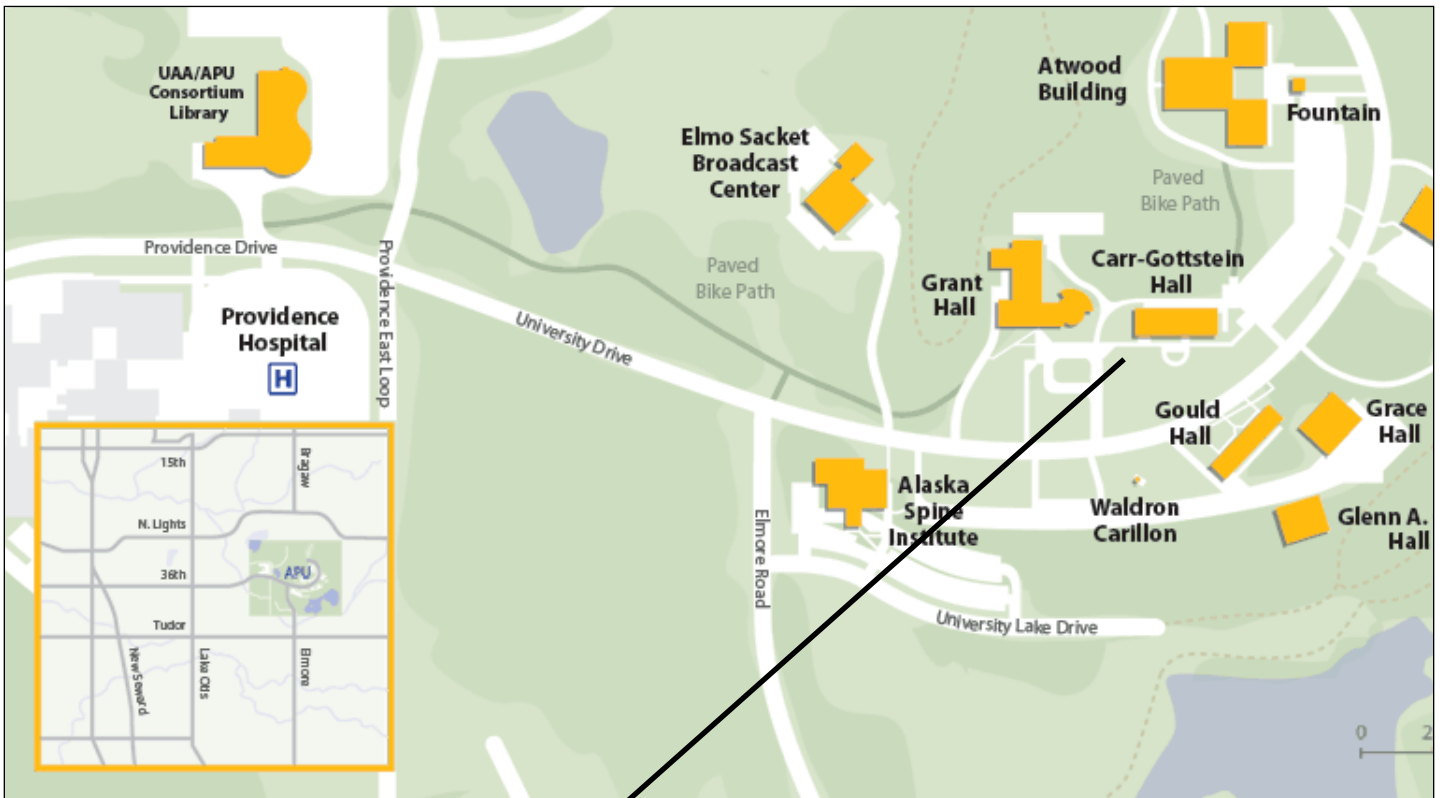 UAA/APU
Consortium
Library
Atwood
Building
Fountain
Elmo Sacket
Broadcast
Center
Paved
Bike Path
Providence Drive
Providence East Loop
Paved
Bike Path
Carr-Gottstein
Hall
Grant
Hall
Providence
Hospital
H
University Drive
Gould
Hall
Grace
Hall
Alaska
Spine
Institute
Waldron
Carillon
Glenn A.
Hall
Elmore Road
University Lake Drive
15th
Bragaw
N. Lights
36th
APU
Tudor
New Seward
Lake Otis
Elmore
0
2